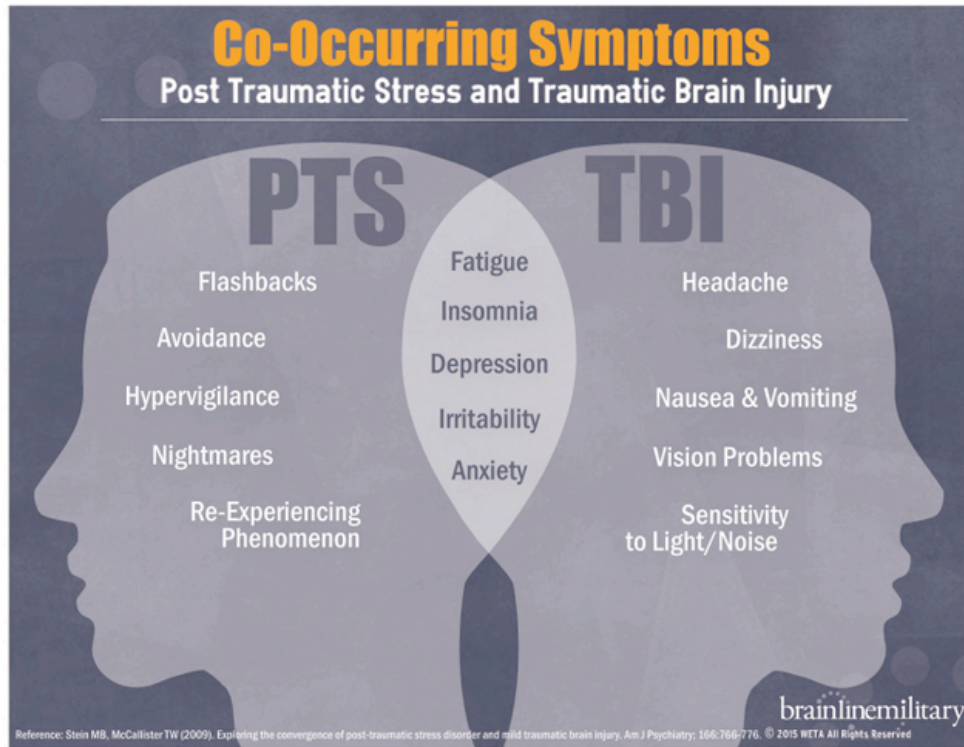 Co-Occurring Symptoms
Post Traumatic Stress and Traumatic Brain Injury
PTS
Flashbacks
Avoidance
Hypervigilance
Nightmares
Re-Experiencing
Phenomenon
Fatigue
Insomnia
Depression
Irritability
Anxiety
TBI
Headache
Dizziness
Nausea & Vomiting
Vision Problems
Sensitivity
to Light/Noise
brainlinemilitary
Reference: Stein MB, McCallister TW (2009). Exploring the convergence of post-traumatic stress disorder and mild traumatic brain injury. Am J Psychiatry; 166:766-776. © 2015 WETA All Rights Reserved